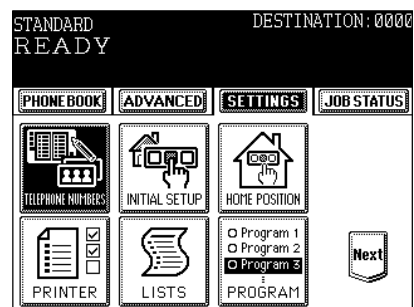 STANDARD DESTINATION:0000
READY
PHONE BOOK ADVANCED SETTINGS JOB STATUS
TELEPHONE NUMBERS INITIAL SETUP HOME POSITION
Program 1
Program 2
Program 3
Next
PRINTER LISTS PROGRAM